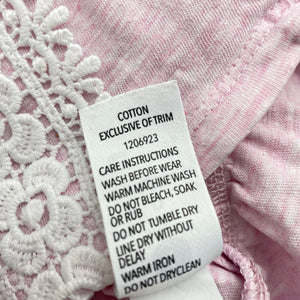 COTTON
EXCLUSIVE OF TRIM
1206923
CARE INSTRUCTIONS
WASH BEFORE WEAR
WARM MACHINE WASH
DO NOT BLEACH, SOAK
OR RUB
DO NOT TUMBLE DRY
LINE DRY WITHOUT
DELAY
WARM IRON
DO NOT DRYCLEAN